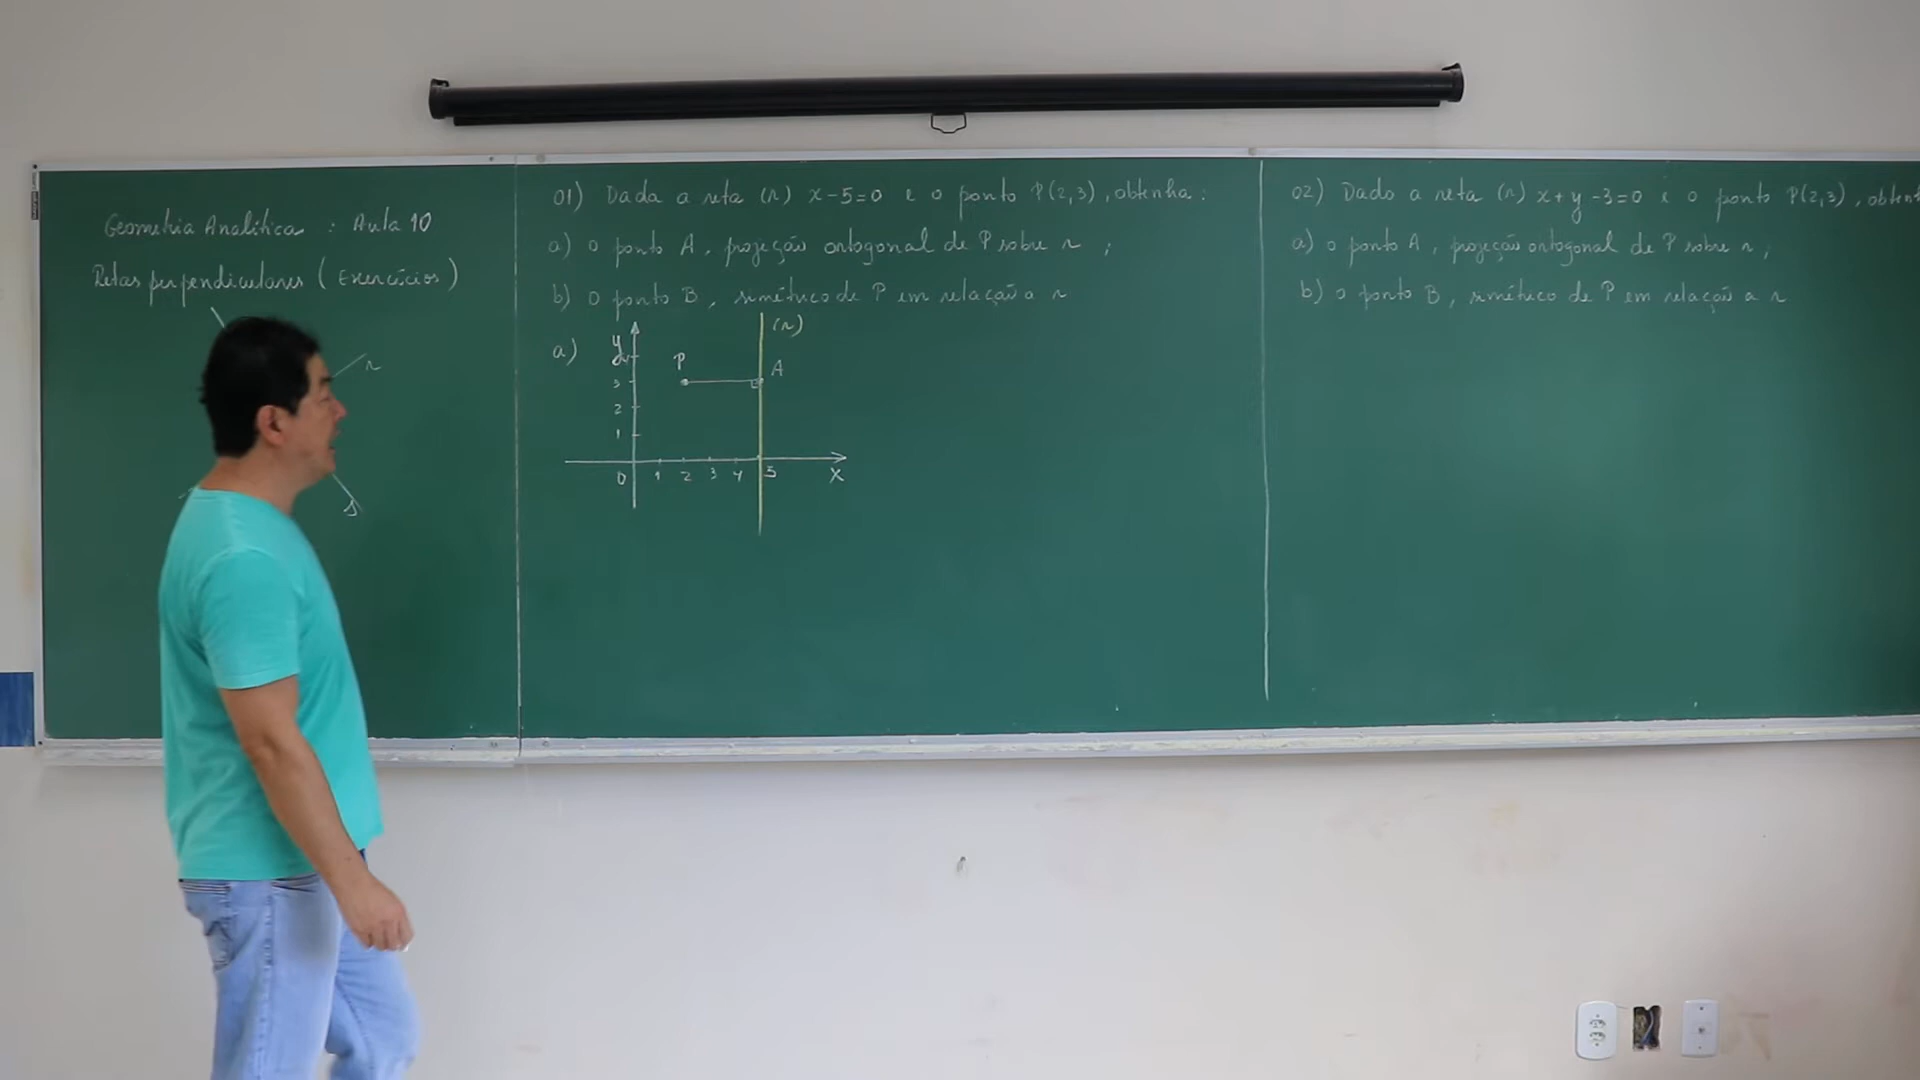 Geometria Analítica : Aula 10
Retas perpendiculares (Exercícios)
r
s
01) Dada a reta (r) x-5=0 e o ponto P(2,3), obtenha:
a) o ponto A, projeção ortogonal de P sobre r;
b) o ponto B, simétrico de P em relação a r
a)
y
(r)
P
A
3
2
1
0 1 2 3 4 5 x
02) Dado a reta (r) x+y-3=0 e o ponto P(2,3), obten
a) o ponto A, projeção ortogonal de P sobre r;
b) o ponto B, simétrico de P em relação a r